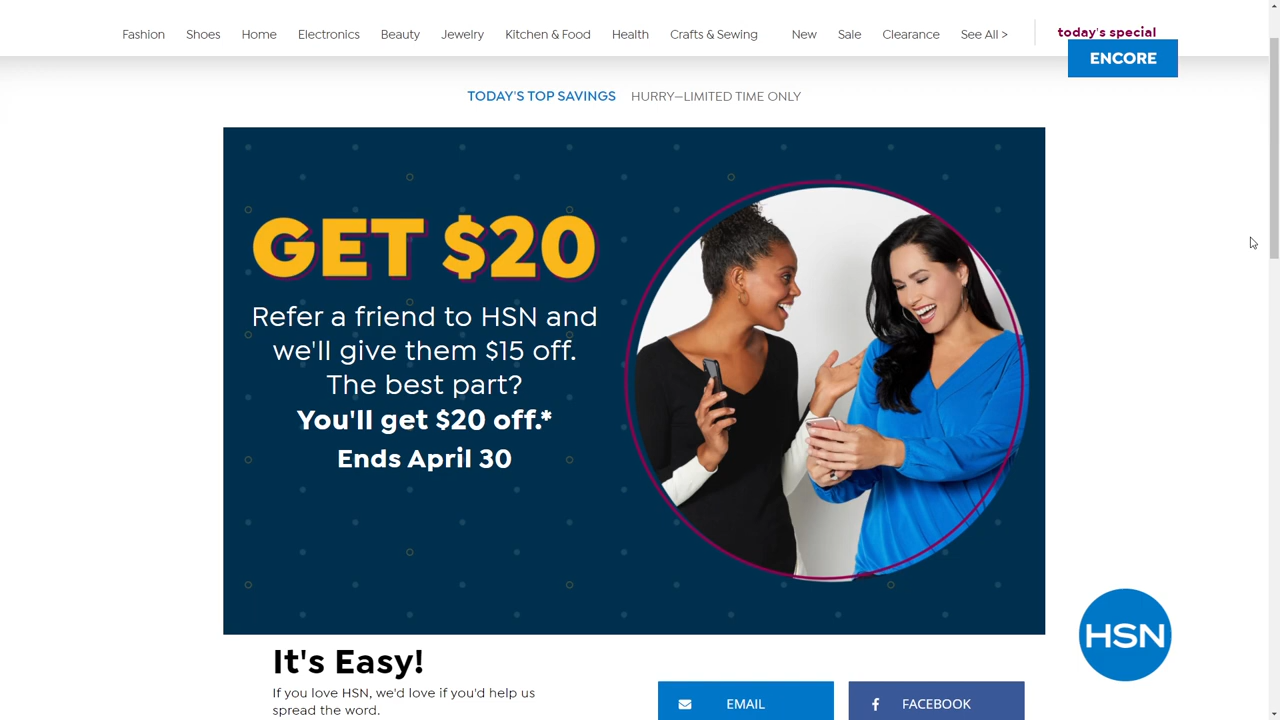 Fashion Shoes Home Electronics Beauty Jewelry Kitchen & Food Health Crafts & Sewing New Sale Clearance See All > today's special
ENCORE
TODAY'S TOP SAVINGS HURRY—LIMITED TIME ONLY
GET $20
Refer a friend to HSN and
we'll give them $15 off.
The best part?
You'll get $20 off.*
Ends April 30
HSN
It's Easy!
If you love HSN, we'd love if you'd help us
spread the word.
EMAIL FACEBOOK